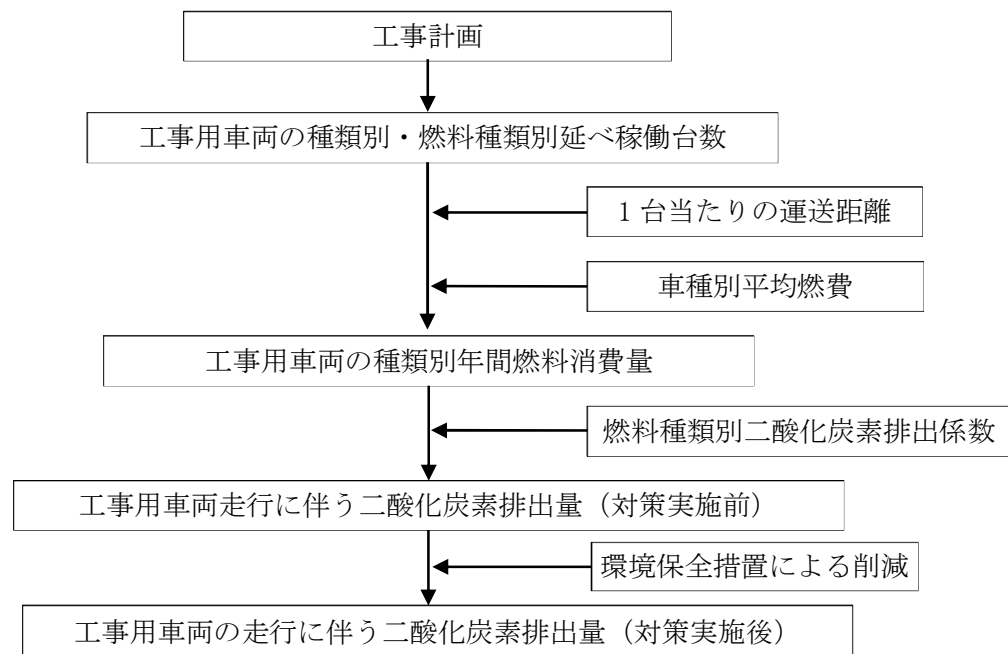 工事計画
工事用車両の種類別・燃料種類別延べ稼働台数
1台当たりの運送距離
車種別平均燃費
工事用車両の種類別年間燃料消費量
燃料種類別二酸化炭素排出係数
工事用車両走行に伴う二酸化炭素排出量（対策実施前）
環境保全措置による削減
工事用車両の走行に伴う二酸化炭素排出量（対策実施後）